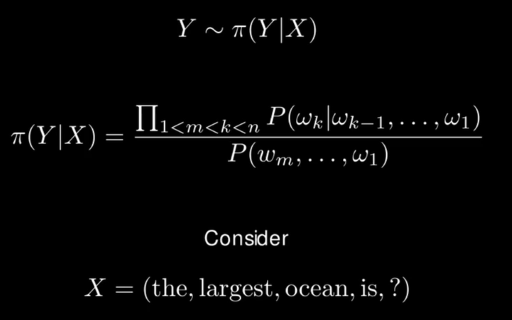 Y ∼ π(Y|X)
π(Y|X) = ∏_{1<m<k<n} P(ω_k|ω_{k−1}, . . . , ω_1) / P(w_m, . . . , ω_1)
Consider
X = (the, largest, ocean, is, ?)